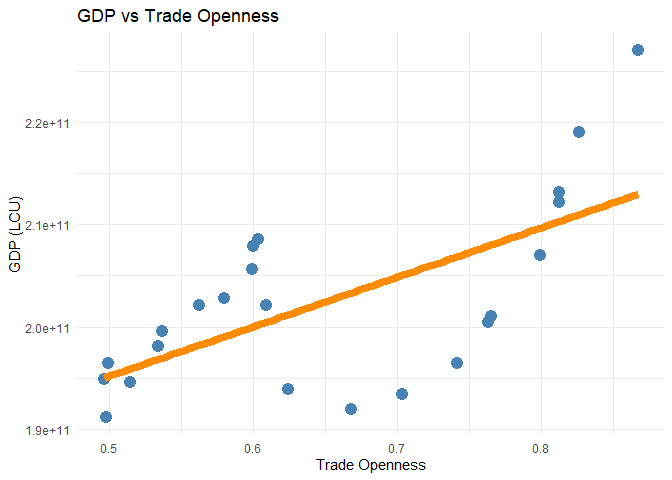 GDP vs Trade Openness
GDP (LCU)
2.2e+11
2.1e+11
2.0e+11
1.9e+11
0.5 0.6 0.7 0.8
Trade Openness